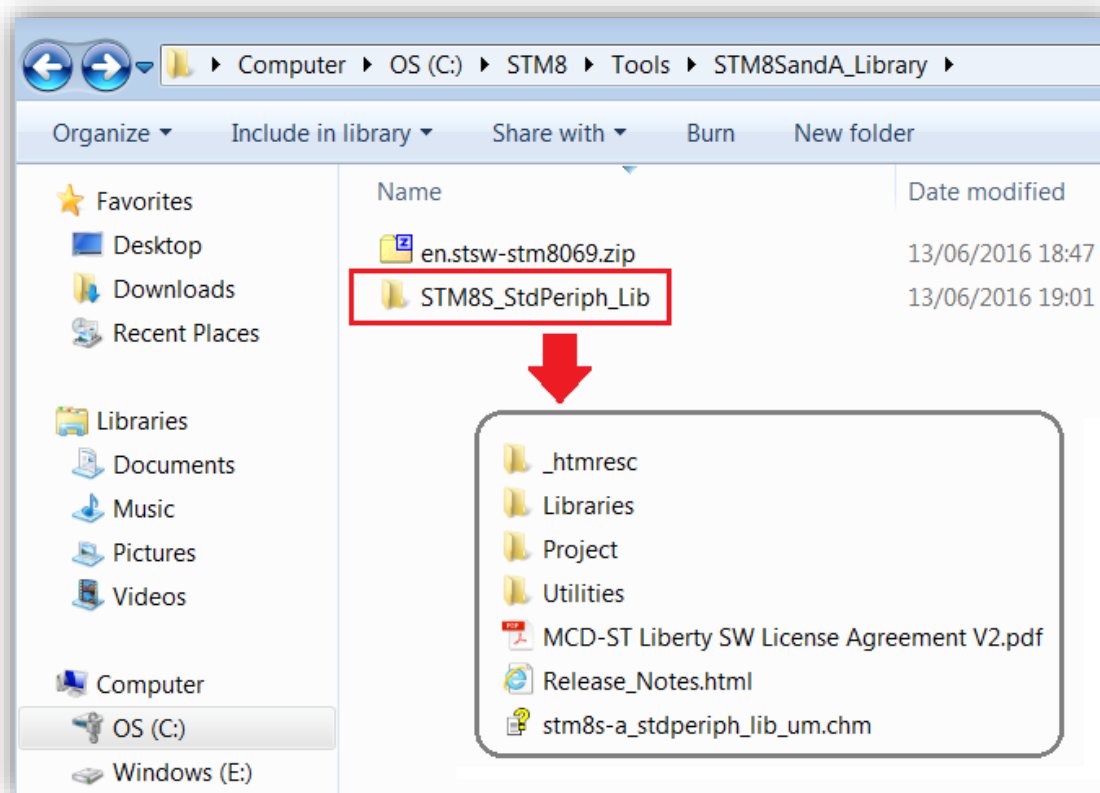 Computer ▸ OS (C:) ▸ STM8 ▸ Tools ▸ STM8SandA_Library ▸
Organize Include in library Share with Burn New folder
Favorites
Desktop
Downloads
Recent Places
Libraries
Documents
Music
Pictures
Videos
Computer
OS (C:)
Windows (E:)
Name Date modified
en.stsw-stm8069.zip 13/06/2016 18:47
STM8S_StdPeriph_Lib 13/06/2016 19:01
_htmresc
Libraries
Project
Utilities
MCD-ST Liberty SW License Agreement V2.pdf
Release_Notes.html
stm8s-a_stdperiph_lib_um.chm